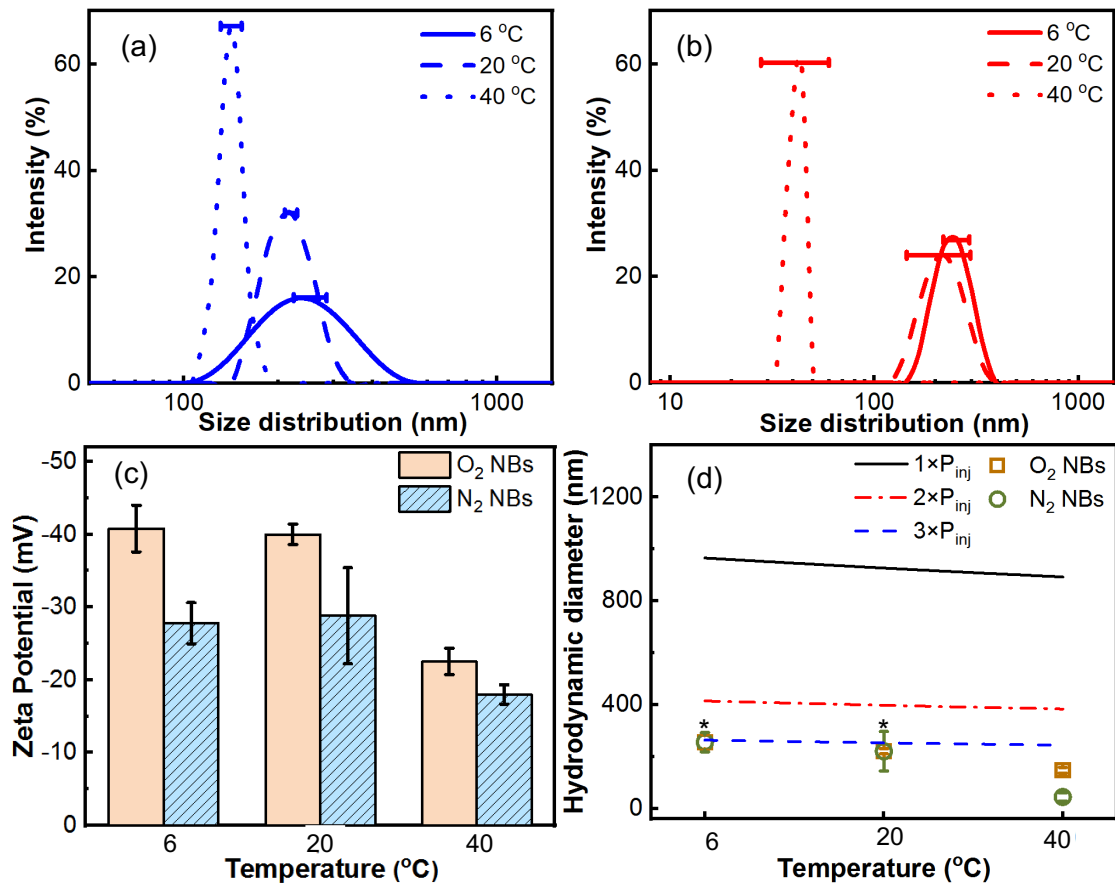 (a)
6 °C
20 °C
40 °C
Intensity (%)
60
40
20
0
100
1000
Size distribution (nm)
(b)
6 °C
20 °C
40 °C
Intensity (%)
60
40
20
0
10
100
1000
Size distribution (nm)
(c)
O₂ NBs
N₂ NBs
Zeta Potential (mV)
-50
-40
-30
-20
-10
0
6
20
40
Temperature (°C)
(d)
1×Pinj
2×Pinj
3×Pinj
O₂ NBs
N₂ NBs
Hydrodynamic diameter (nm)
1200
800
400
0
* *
6
20
40
Temperature (°C)